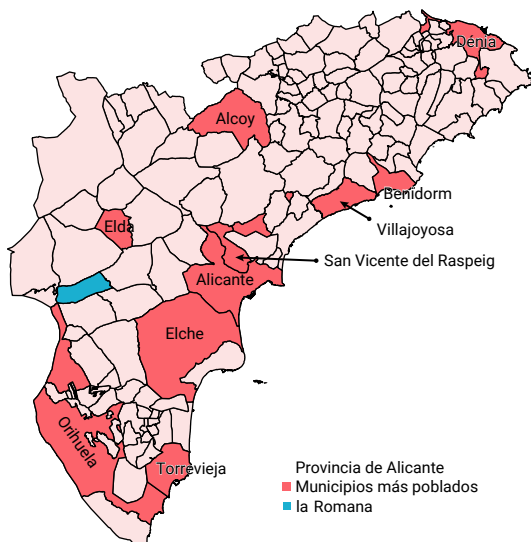 Dénia
Alcoy
Benidorm
Elda
Villajoyosa
San Vicente del Raspeig
Alicante
Elche
Orihuela
Torrevieja
Provincia de Alicante
Municipios más poblados
la Romana